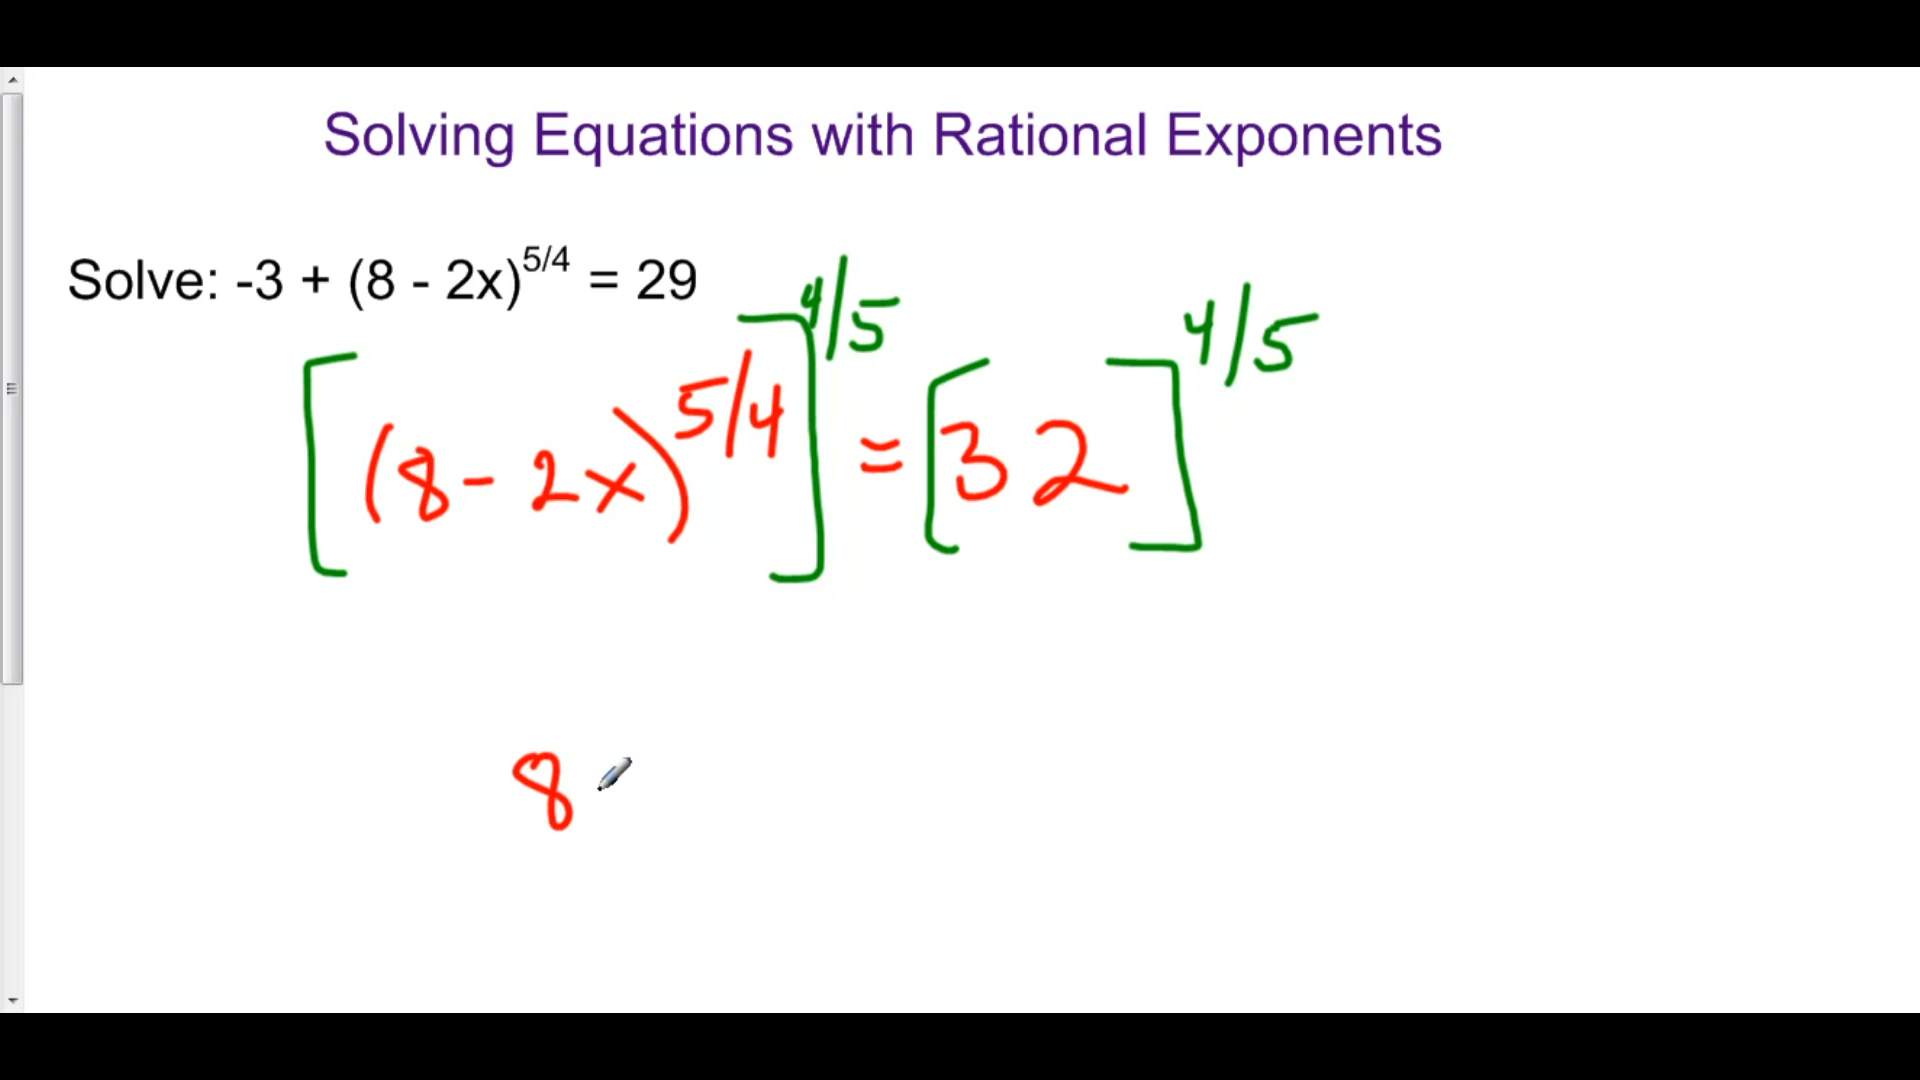 Solving Equations with Rational Exponents
Solve: -3 + (8 - 2x)^5/4 = 29
[(8 - 2x)^5/4]^4/5 = [32]^4/5
8